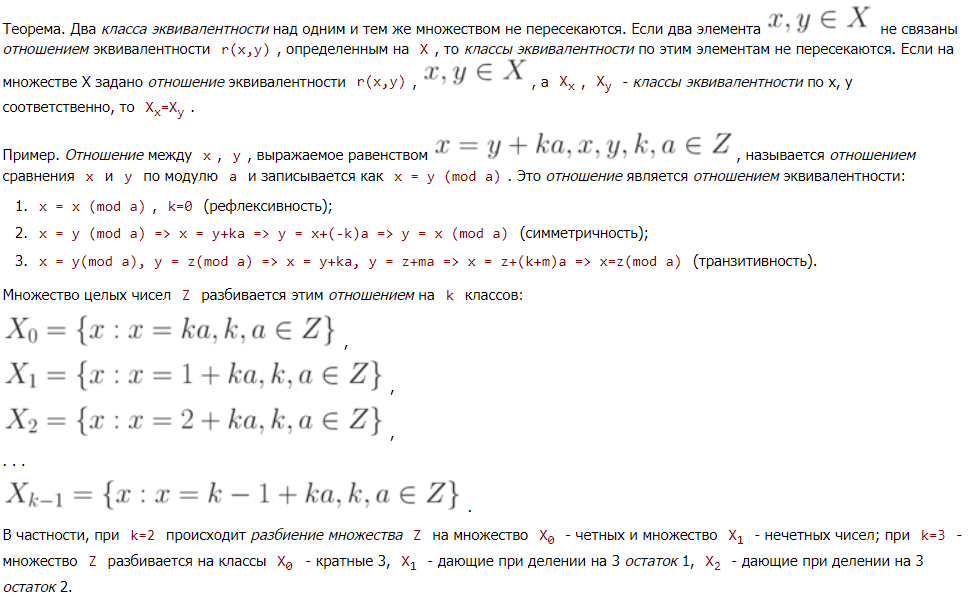 Теорема. Два класса эквивалентности над одним и тем же множеством не пересекаются. Если два элемента x, y ∈ X не связаны
отношением эквивалентности r(x,y) , определенным на X , то классы эквивалентности по этим элементам не пересекаются. Если на
множестве X задано отношение эквивалентности r(x,y) , x, y ∈ X , а Xx , Xy - классы эквивалентности по x, y
соответственно, то Xx=Xy .
Пример. Отношение между x , y , выражаемое равенством x = y + ka, x, y, k, a ∈ Z , называется отношением
сравнения x и y по модулю a и записывается как x = y (mod a) . Это отношение является отношением эквивалентности:
1. x = x (mod a) , k=0 (рефлексивность);
2. x = y (mod a) => x = y+ka => y = x+(-k)a => y = x (mod a) (симметричность);
3. x = y(mod a), y = z(mod a) => x = y+ka, y = z+ma => x = z+(k+m)a => x=z(mod a) (транзитивность).
Множество целых чисел Z разбивается этим отношением на k классов:
X₀ = {x : x = ka, k, a ∈ Z} ,
X₁ = {x : x = 1 + ka, k, a ∈ Z} ,
X₂ = {x : x = 2 + ka, k, a ∈ Z} ,
. . .
Xk−1 = {x : x = k − 1 + ka, k, a ∈ Z} .
В частности, при k=2 происходит разбиение множества Z на множество X₀ - четных и множество X₁ - нечетных чисел; при k=3 -
множество Z разбивается на классы X₀ - кратные 3, X₁ - дающие при делении на 3 остаток 1, X₂ - дающие при делении на 3
остаток 2.